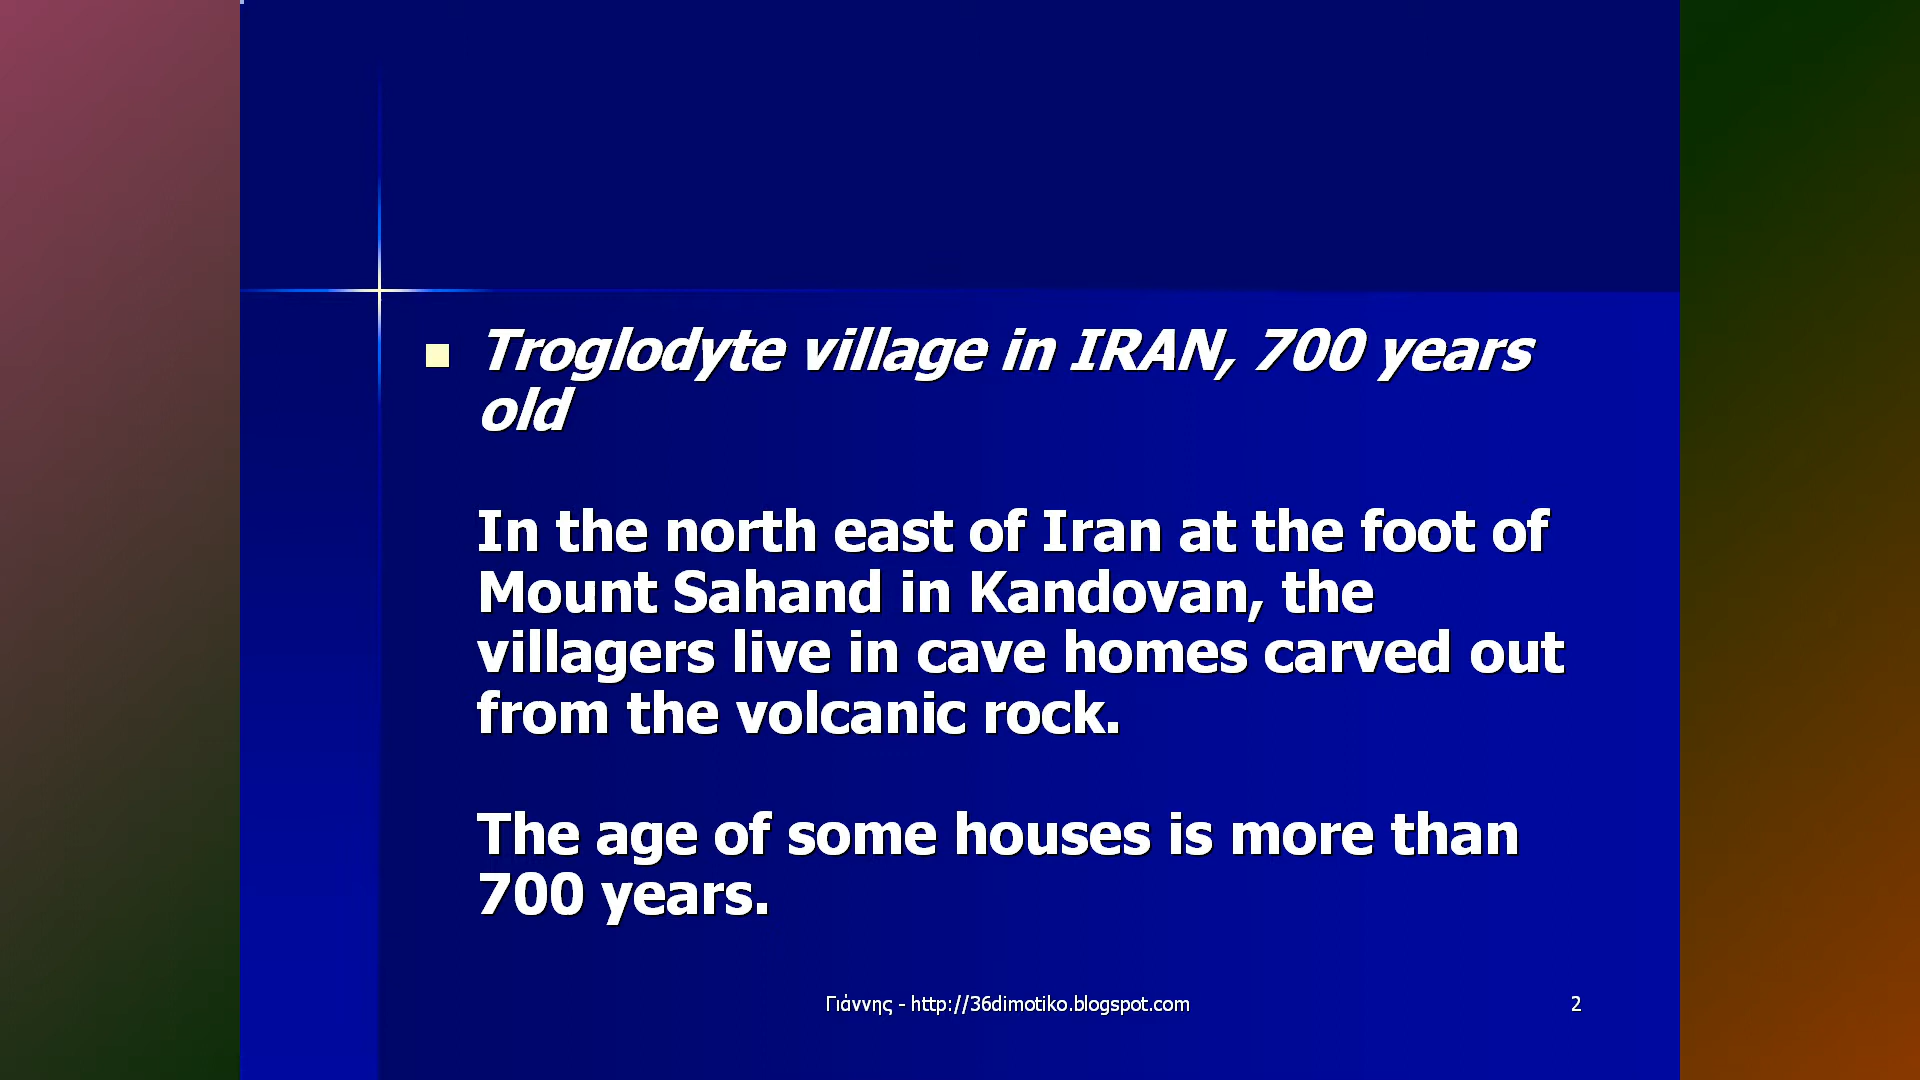 Troglodyte village in IRAN, 700 years
old
In the north east of Iran at the foot of
Mount Sahand in Kandovan, the
villagers live in cave homes carved out
from the volcanic rock.
The age of some houses is more than
700 years.
Γιάννης - http://36dimotiko.blogspot.com
2